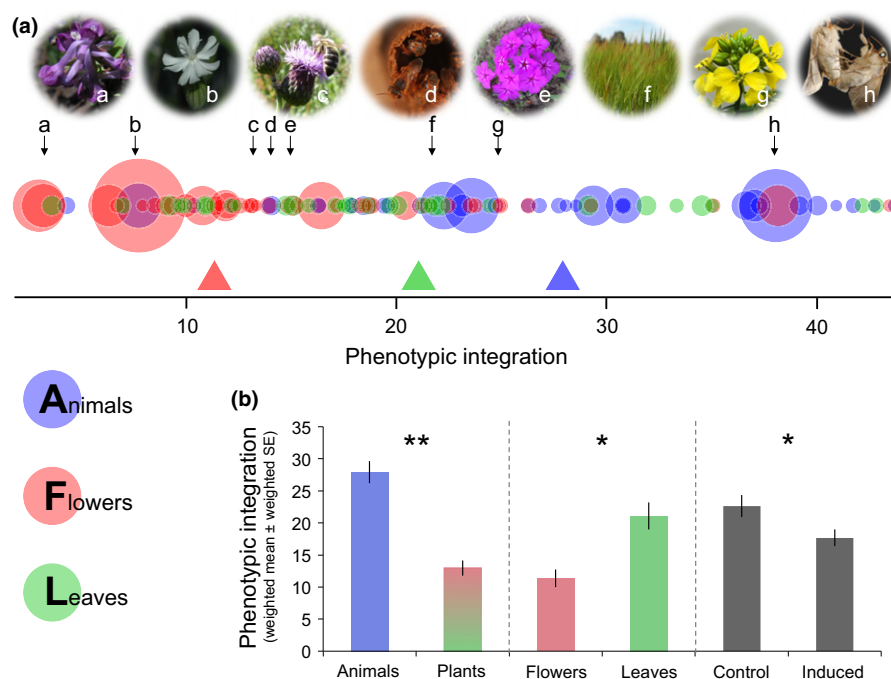 (a)
a b c d e f g h
a b c d e f g h
10 20 30 40
Phenotypic integration
Animals
Flowers
Leaves
(b)
Phenotypic integration
(weighted mean ± weighted SE)
35
30
25
20
15
10
5
0
** * *
Animals Plants Flowers Leaves Control Induced